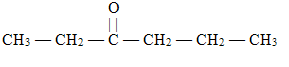 O
CH₃ — CH₂ — C — CH₂ — CH₂ — CH₃